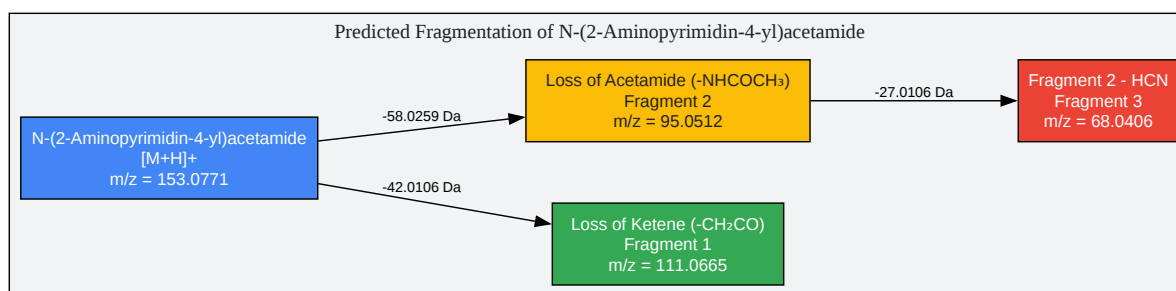 Predicted Fragmentation of N-(2-Aminopyrimidin-4-yl)acetamide
N-(2-Aminopyrimidin-4-yl)acetamide
[M+H]+
m/z = 153.0771
-58.0259 Da
Loss of Acetamide (-NHCOCH₃)
Fragment 2
m/z = 95.0512
-27.0106 Da
Fragment 2 - HCN
Fragment 3
m/z = 68.0406
-42.0106 Da
Loss of Ketene (-CH₂CO)
Fragment 1
m/z = 111.0665